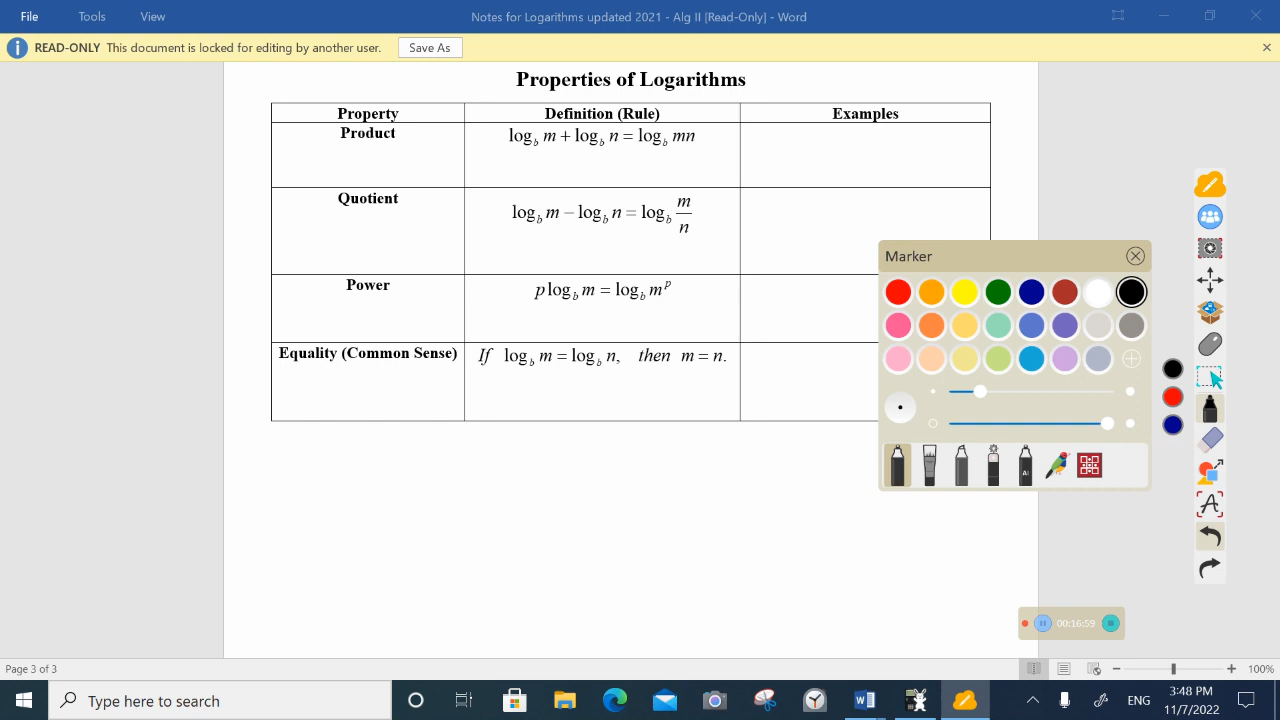 File Tools View Notes for Logarithms updated 2021 - Alg II [Read-Only] - Word
READ-ONLY This document is locked for editing by another user. Save As
Properties of Logarithms
Property Definition (Rule) Examples
Product log_b m + log_b n = log_b mn
Quotient log_b m − log_b n = log_b m/n
Power p log_b m = log_b m^p
Equality (Common Sense) If log_b m = log_b n, then m = n.
Marker
AI
A
00:16:59
Page 3 of 3 100%
Type here to search ENG 3:48 PM
11/7/2022